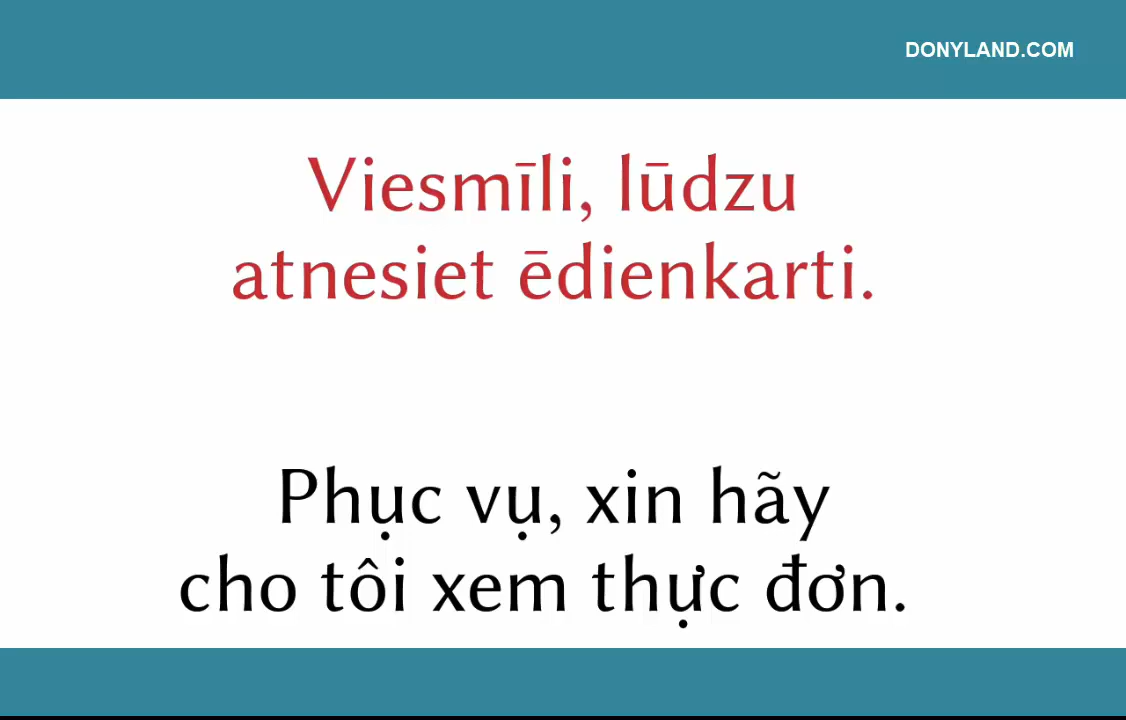 DONYLAND.COM
Viesmīli, lūdzu
atnesiet ēdienkarti.
Phục vụ, xin hãy
cho tôi xem thực đơn.